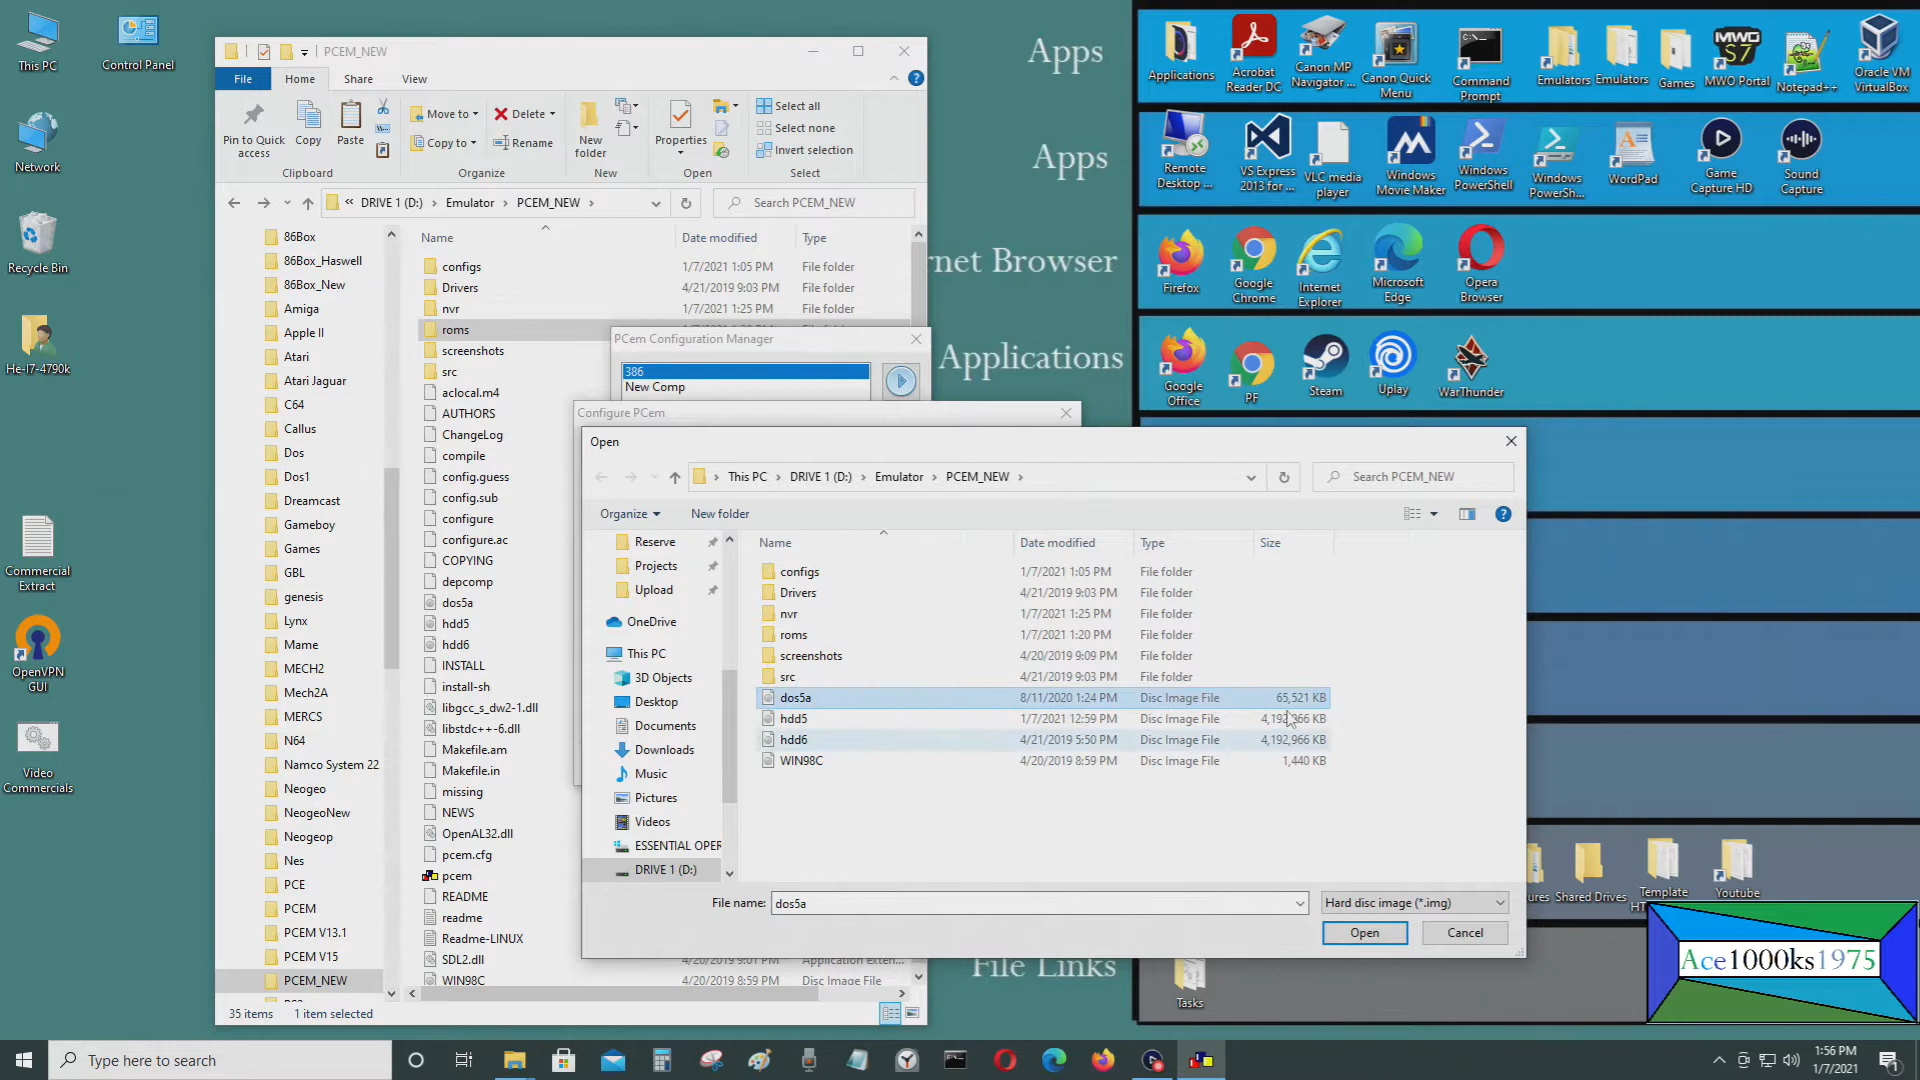 This PC
Control Panel
Network
Recycle Bin
He-I7-4790k
Commercial
Extract
OpenVPN
GUI
Video
Commercials
PCEM_NEW
File
Home
Share
View
Pin to Quick
access
Copy
Paste
Clipboard
Move to
Copy to
Delete
Rename
Organize
New
folder
New
Properties
Open
Select all
Select none
Invert selection
Select
DRIVE 1 (D:)
Emulator
PCEM_NEW
Search PCEM_NEW
86Box
86Box_Haswell
86Box_New
Amiga
Apple II
Atari
Atari Jaguar
C64
Callus
Dos
Dos1
Dreamcast
Gameboy
Games
GBL
genesis
Lynx
Mame
MECH2
Mech2A
MERCS
N64
Namco System 22
Neogeo
NeogeoNew
Neogeop
Nes
PCE
PCEM
PCEM V13.1
PCEM V15
PCEM_NEW
Name
Date modified
Type
configs 1/7/2021 1:05 PM File folder
Drivers 4/21/2019 9:03 PM File folder
nvr 1/7/2021 1:25 PM File folder
roms
screenshots
src
aclocal.m4
AUTHORS
ChangeLog
compile
config.guess
config.sub
configure
configure.ac
COPYING
depcomp
dos5a
hdd5
hdd6
INSTALL
install-sh
libgcc_s_dw2-1.dll
libstdc++-6.dll
Makefile.am
Makefile.in
missing
NEWS
OpenAL32.dll
pcem.cfg
pcem
README
readme
Readme-LINUX
SDL2.dll 4/20/2019 9:01 PM Application exten...
WIN98C 4/20/2019 8:59 PM Disc Image File
35 items
1 item selected
PCem Configuration Manager
386
New Comp
Configure PCem
Open
This PC
DRIVE 1 (D:)
Emulator
PCEM_NEW
Search PCEM_NEW
Organize
New folder
Reserve
Projects
Upload
OneDrive
This PC
3D Objects
Desktop
Documents
Downloads
Music
Pictures
Videos
ESSENTIAL OPER
DRIVE 1 (D:)
Name
Date modified
Type
Size
configs 1/7/2021 1:05 PM File folder
Drivers 4/21/2019 9:03 PM File folder
nvr 1/7/2021 1:25 PM File folder
roms 1/7/2021 1:20 PM File folder
screenshots 4/20/2019 9:09 PM File folder
src 4/21/2019 9:03 PM File folder
dos5a 8/11/2020 1:24 PM Disc Image File 65,521 KB
hdd5 1/7/2021 12:59 PM Disc Image File 4,192,966 KB
hdd6 4/21/2019 5:50 PM Disc Image File 4,192,966 KB
WIN98C 4/20/2019 8:59 PM Disc Image File 1,440 KB
File name:
dos5a
Hard disc image (*.img)
Open
Cancel
Apps
Apps
rnet Browser
Applications
File Links
Applications
Acrobat
Reader DC
Canon MP
Navigator ...
Canon Quick
Menu
Command
Prompt
Emulators
Emulators
Games
MWO
S7
MWO Portal
Notepad++
Oracle VM
VirtualBox
Remote
Desktop ...
VS Express
2013 for ...
VLC media
player
Windows
Movie Maker
Windows
PowerShell
Windows
PowerSh...
WordPad
Game
Capture HD
Sound
Capture
Firefox
Google
Chrome
Internet
Explorer
Microsoft
Edge
Opera
Browser
Google
Office
PF
Steam
Uplay
WarThunder
Shared Drives
Template
Youtube
Tasks
Ace1000ks1975
Type here to search
1:56 PM
1/7/2021